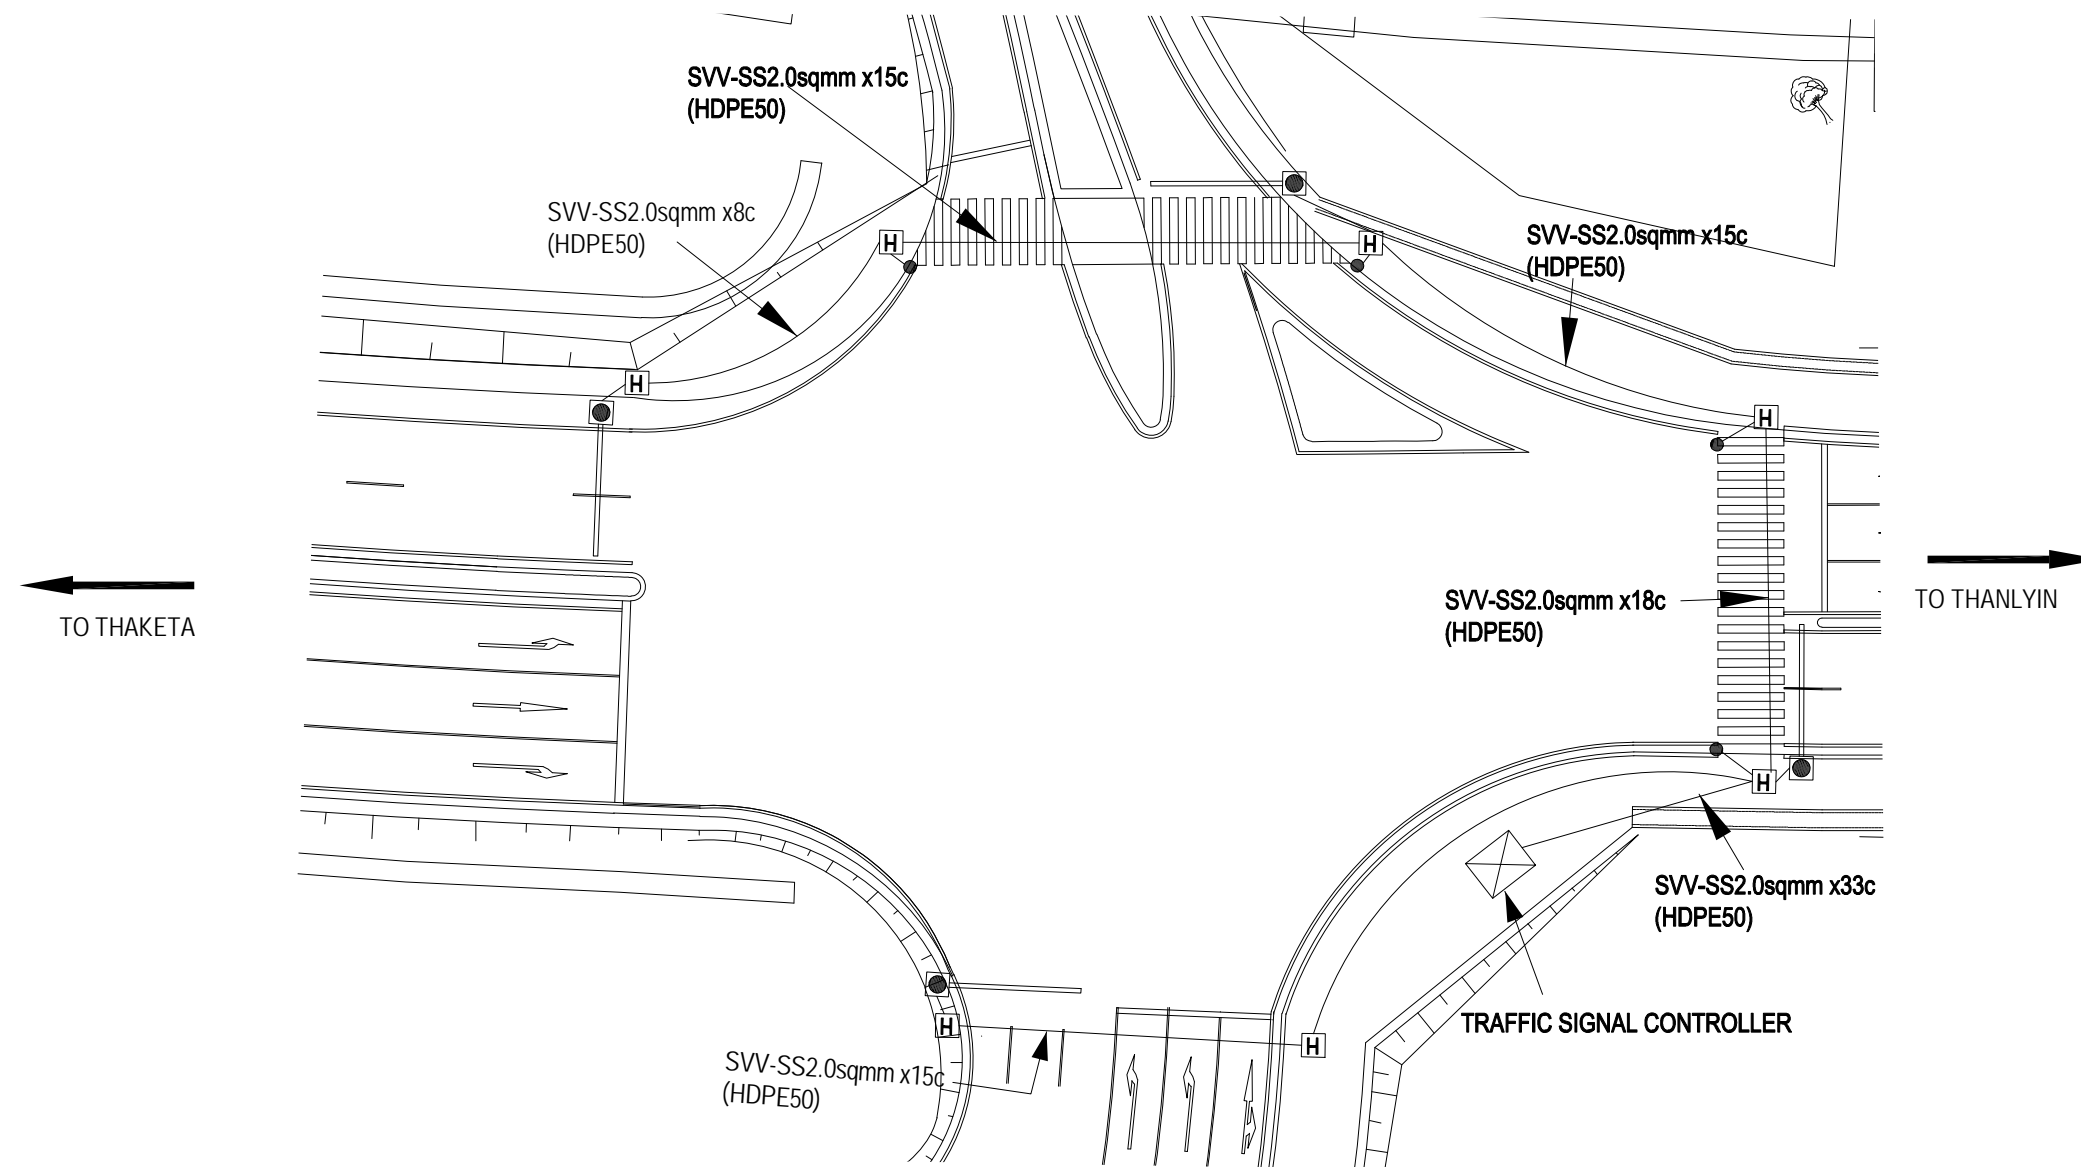 SVV-SS2.0sqmm x15c
(HDPE50)
SVV-SS2.0sqmm x8c
(HDPE50)
H
H
SVV-SS2.0sqmm x15c
(HDPE50)
H
H
TO THAKETA
SVV-SS2.0sqmm x18c
(HDPE50)
TO THANLYIN
H
SVV-SS2.0sqmm x33c
(HDPE50)
TRAFFIC SIGNAL CONTROLLER
H
H
SVV-SS2.0sqmm x15c
(HDPE50)